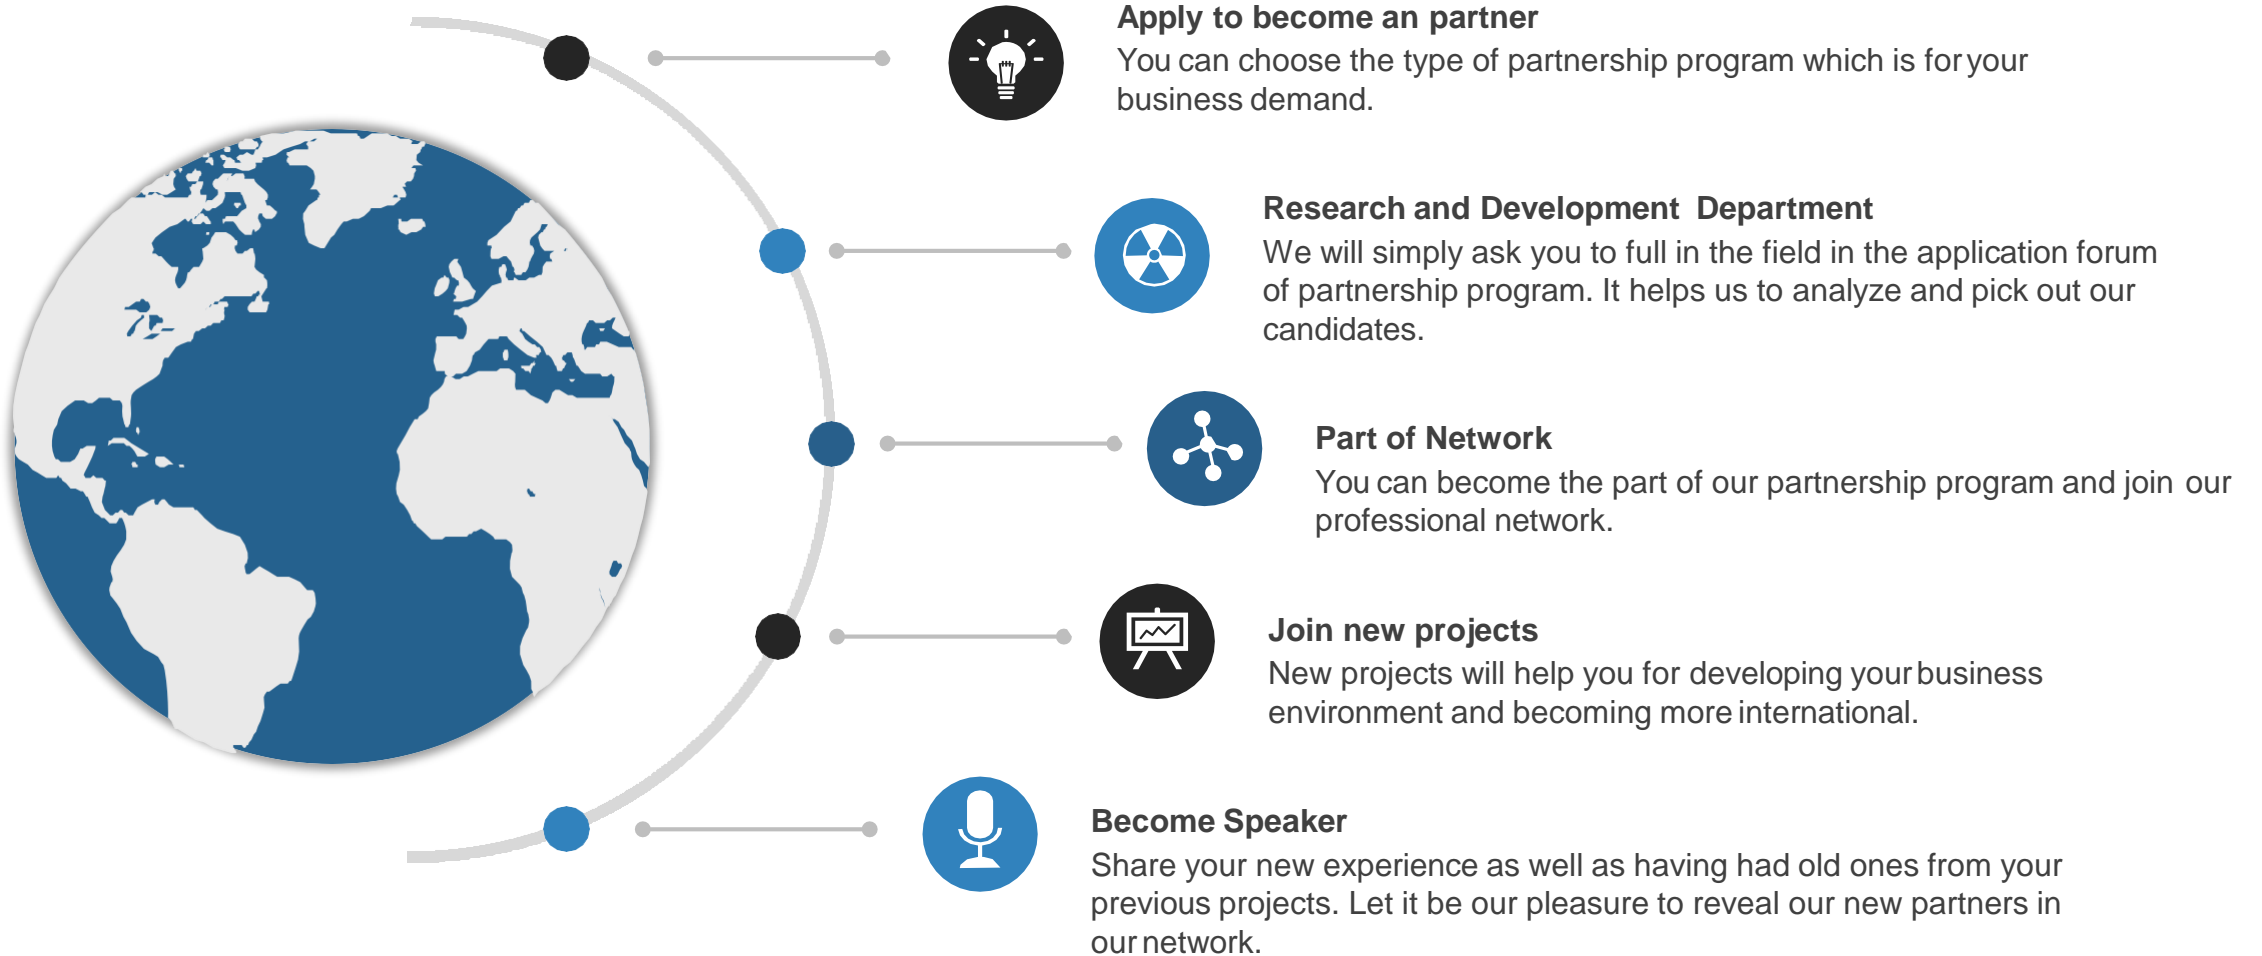 Apply to become an partner
You can choose the type of partnership program which is for your
business demand.
Research and Development Department
We will simply ask you to full in the field in the application forum
of partnership program. It helps us to analyze and pick out our
candidates.
Part of Network
You can become the part of our partnership program and join our
professional network.
Join new projects
New projects will help you for developing your business
environment and becoming more international.
Become Speaker
Share your new experience as well as having had old ones from your
previous projects. Let it be our pleasure to reveal our new partners in
our network.